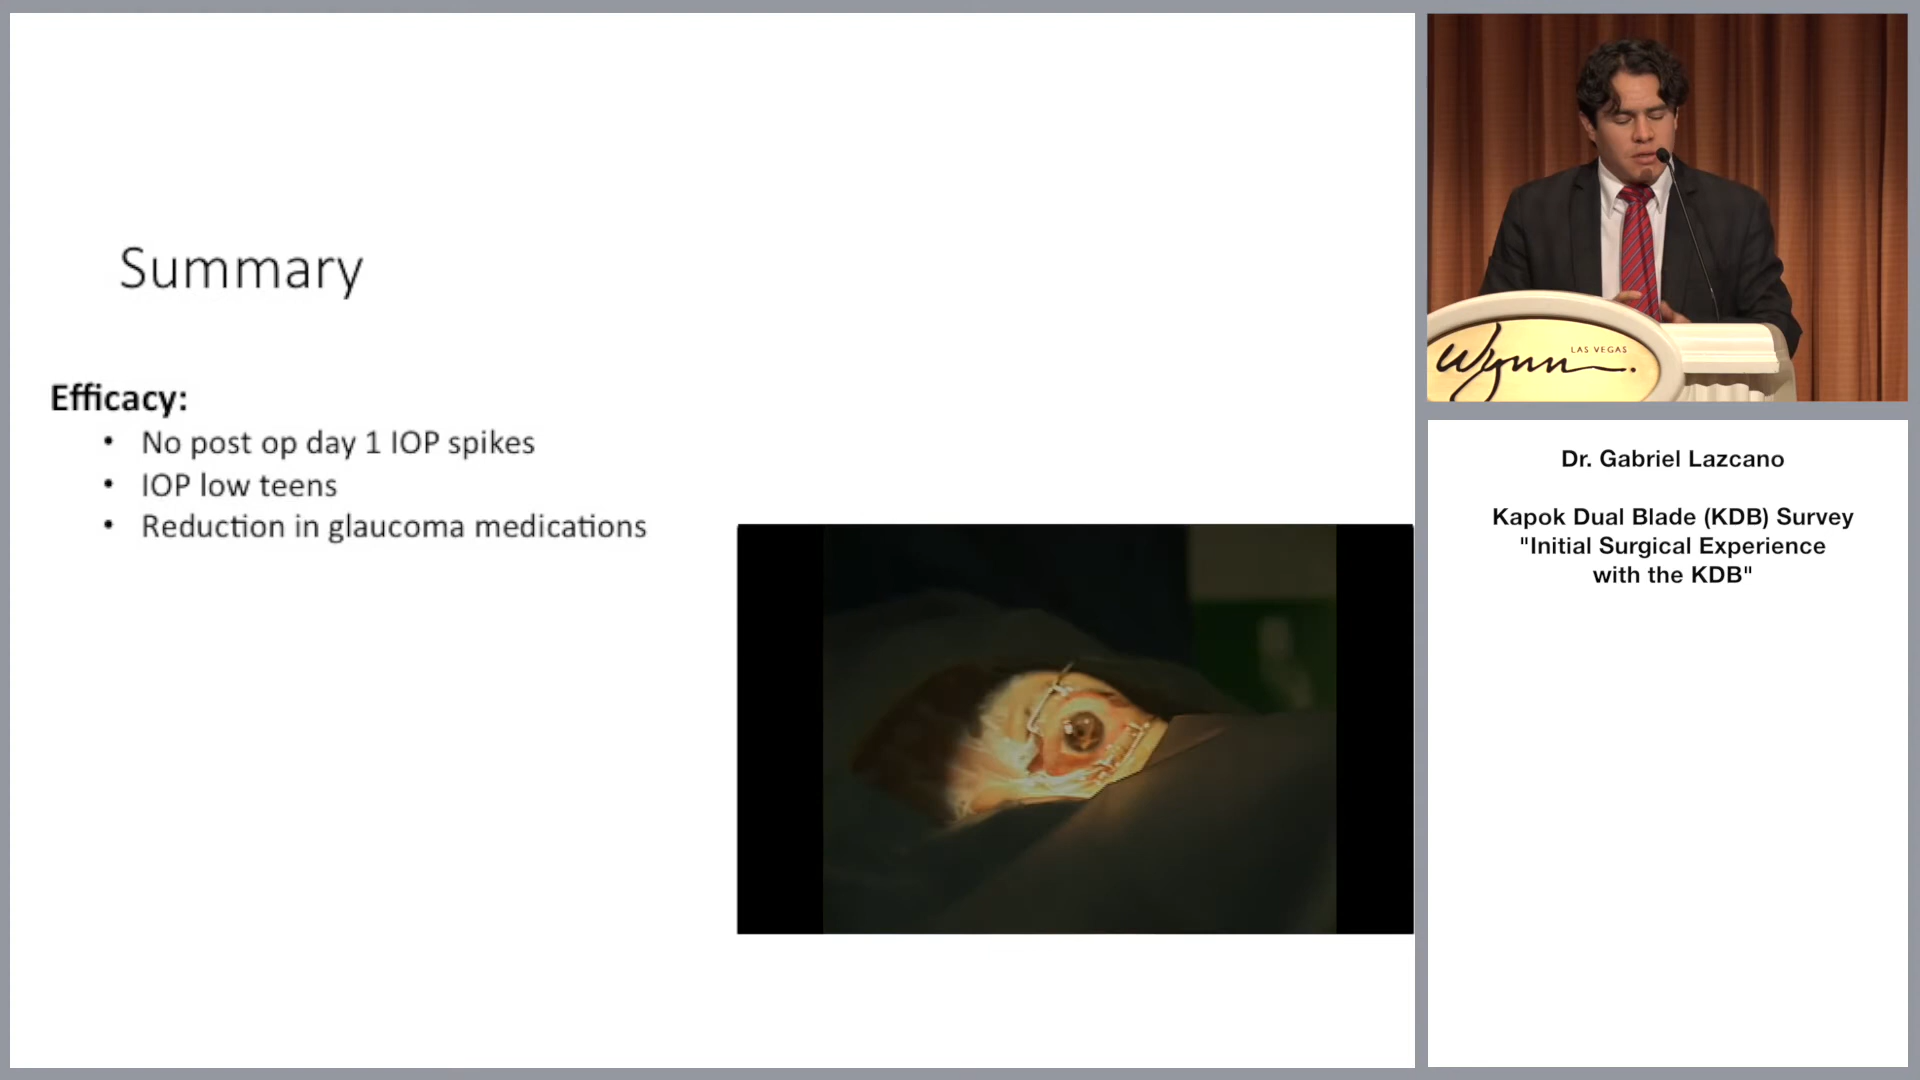 Summary
Efficacy:
• No post op day 1 IOP spikes
• IOP low teens
• Reduction in glaucoma medications
Wynn.
LAS VEGAS
Dr. Gabriel Lazcano
Kapok Dual Blade (KDB) Survey
"Initial Surgical Experience
with the KDB"